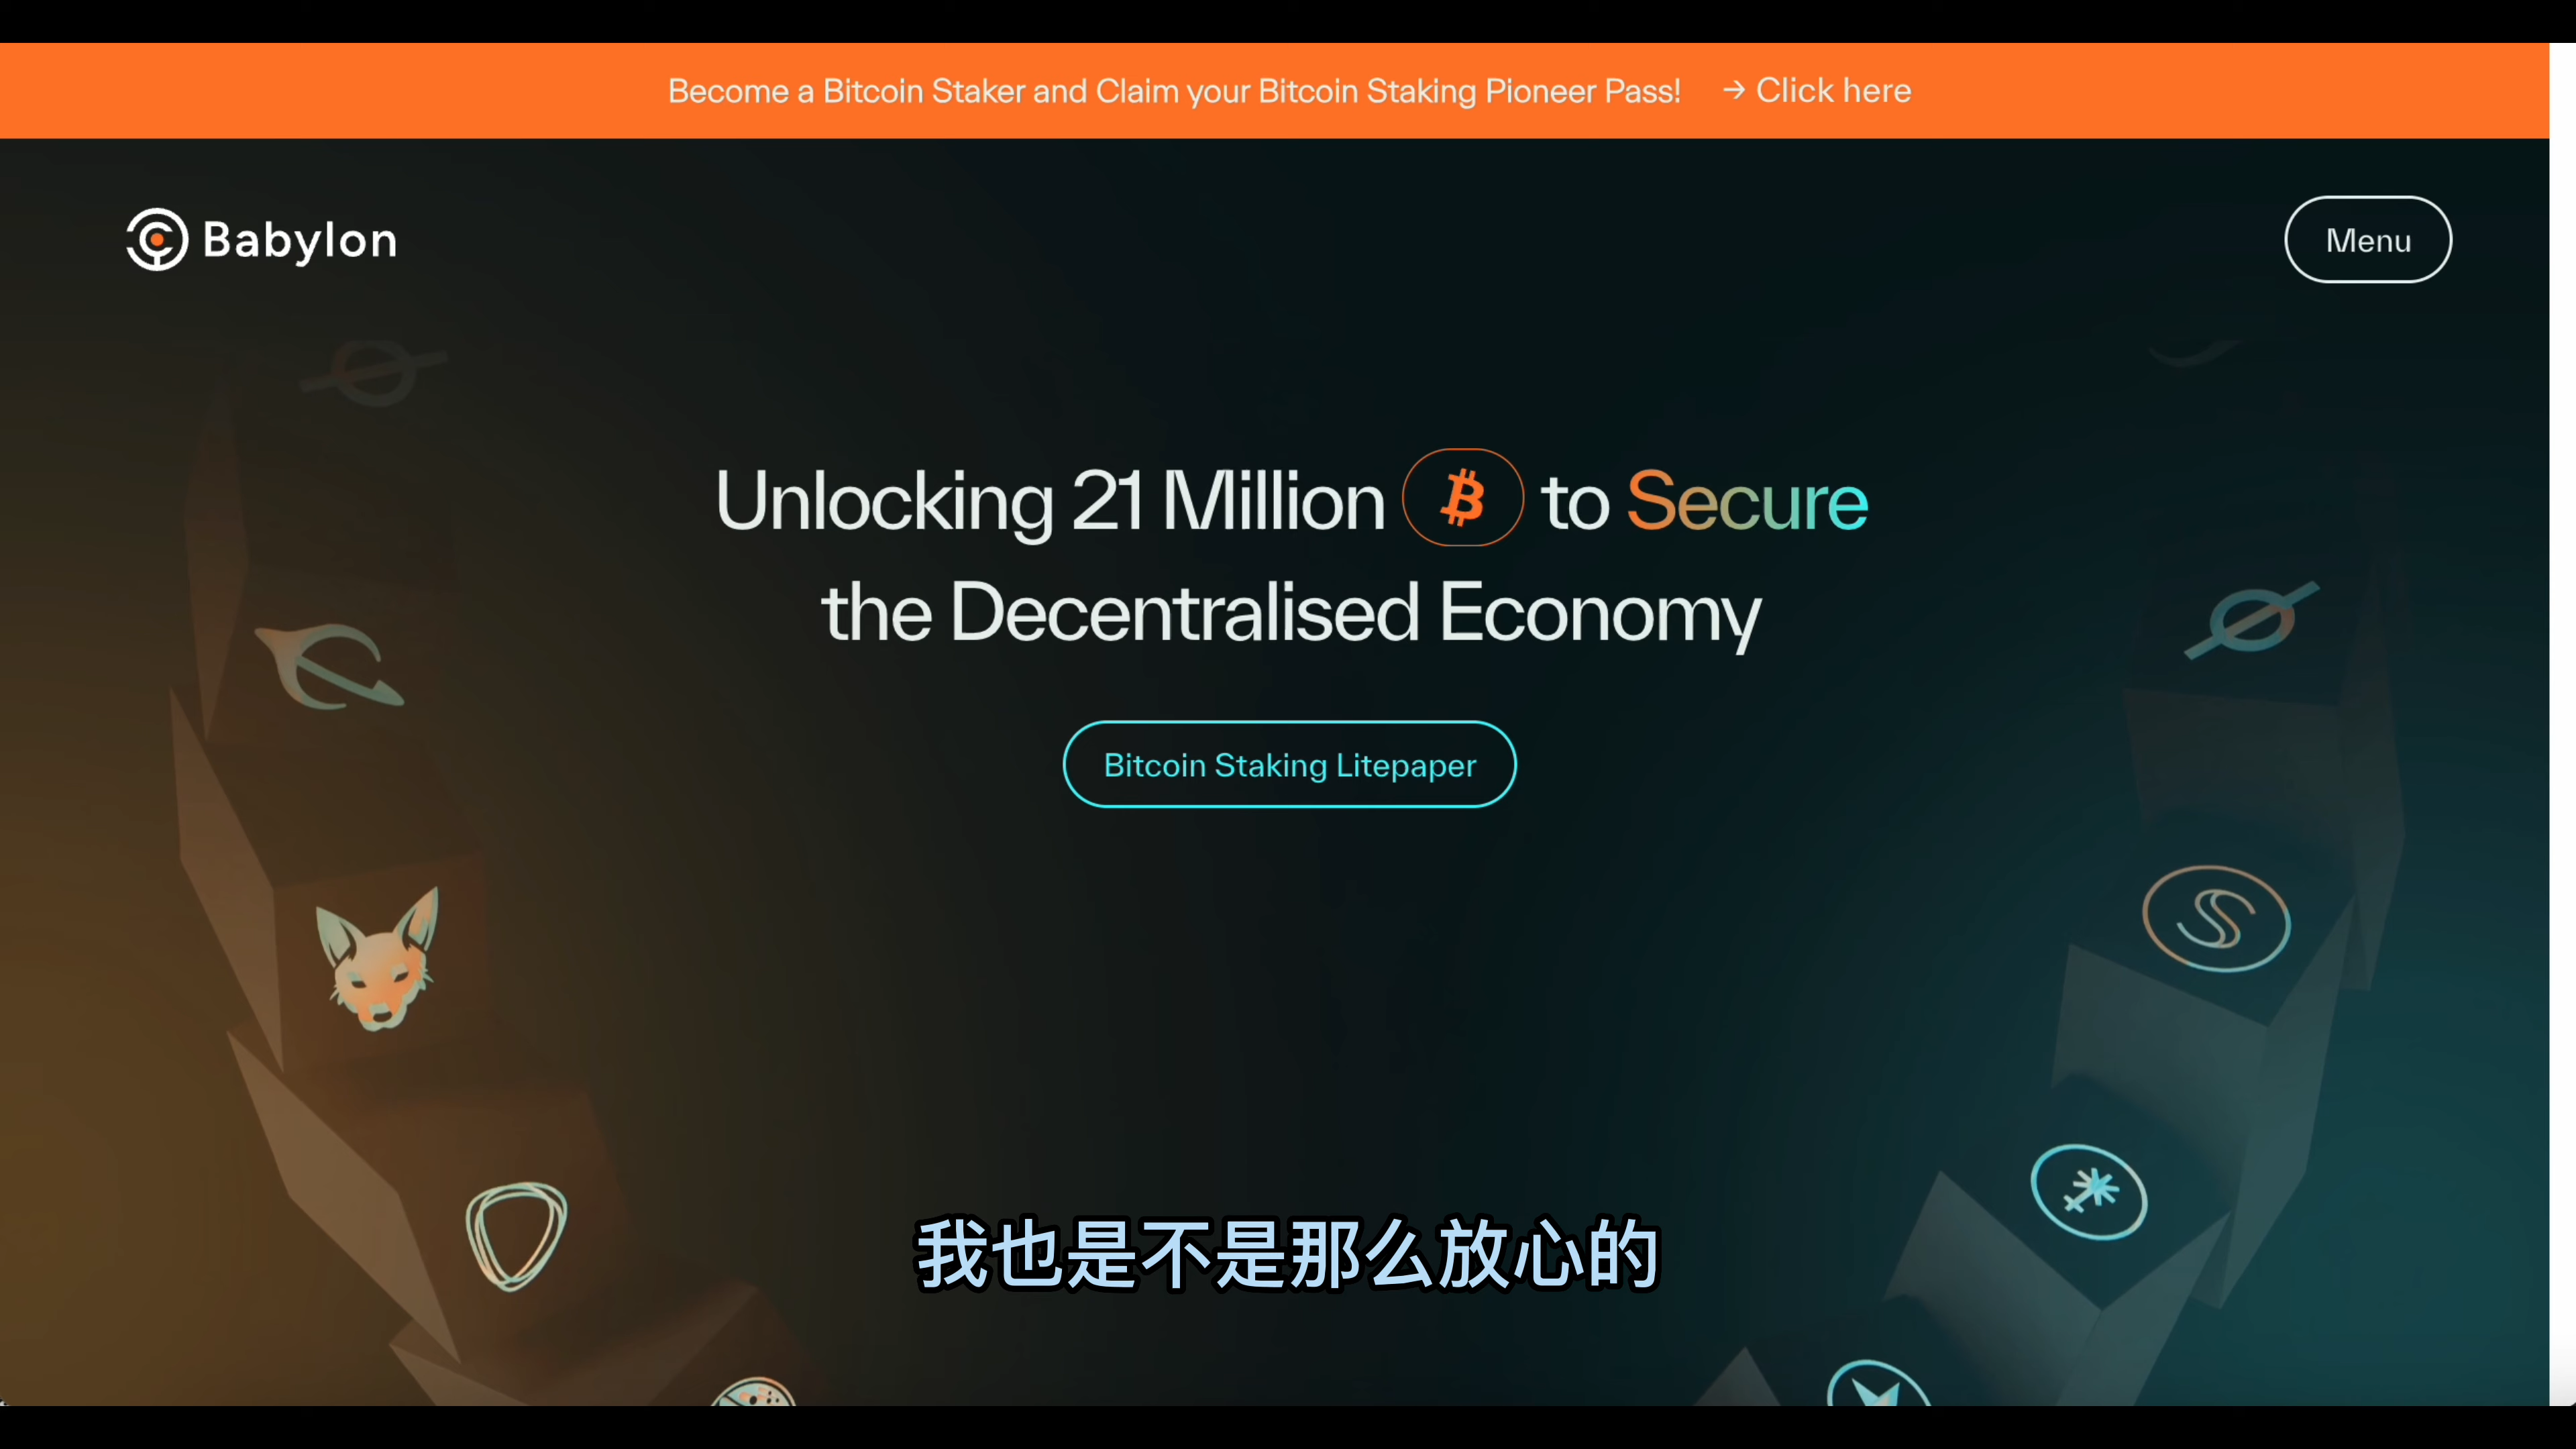 Become a Bitcoin Staker and Claim your Bitcoin Staking Pioneer Pass! → Click here
Babylon
Menu
Unlocking 21 Million ₿ to Secure
the Decentralised Economy
Bitcoin Staking Litepaper
我也是不是那么放心的